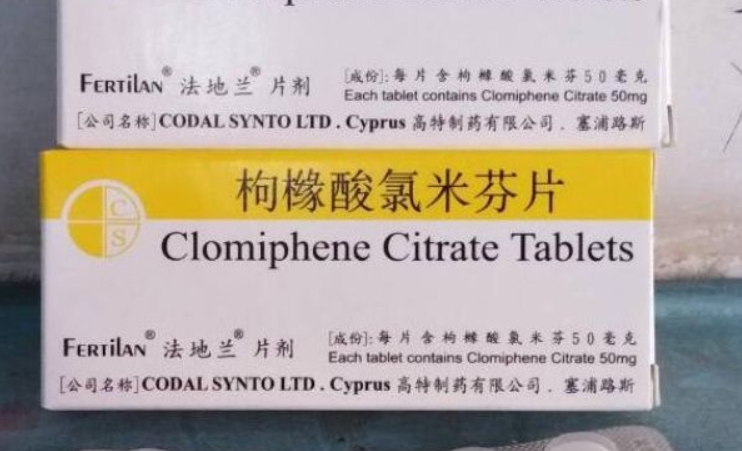 FERTILAN® 法地兰® 片剂
[成份]: 每片含枸橼酸氯米芬50毫克
Each tablet contains Clomiphene Citrate 50mg
[公司名称] CODAL SYNTO LTD . Cyprus 高特制药有限公司 . 塞浦路斯
枸橼酸氯米芬片
C
S
Clomiphene Citrate Tablets
FERTILAN® 法地兰® 片剂
[成份]: 每片含枸橼酸氯米芬50毫克
Each tablet contains Clomiphene Citrate 50mg
[公司名称] CODAL SYNTO LTD . Cyprus 高特制药有限公司 . 塞浦路斯